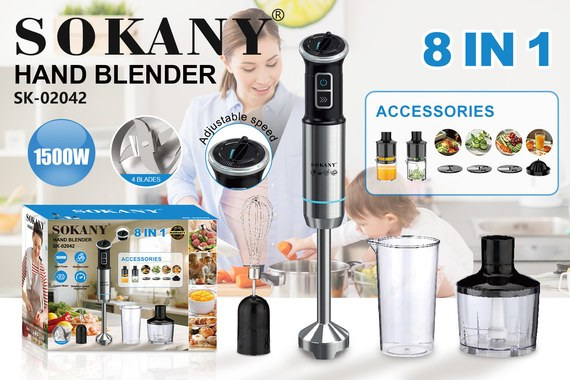 SOKANY®
HAND BLENDER
SK-02042
8 IN 1
ACCESSORIES
1500W
4 BLADES
Adjustable speed
SOKANY
SOKANY
SOKANY
HAND BLENDER
SK-02042
8 IN 1
ACCESSORIES